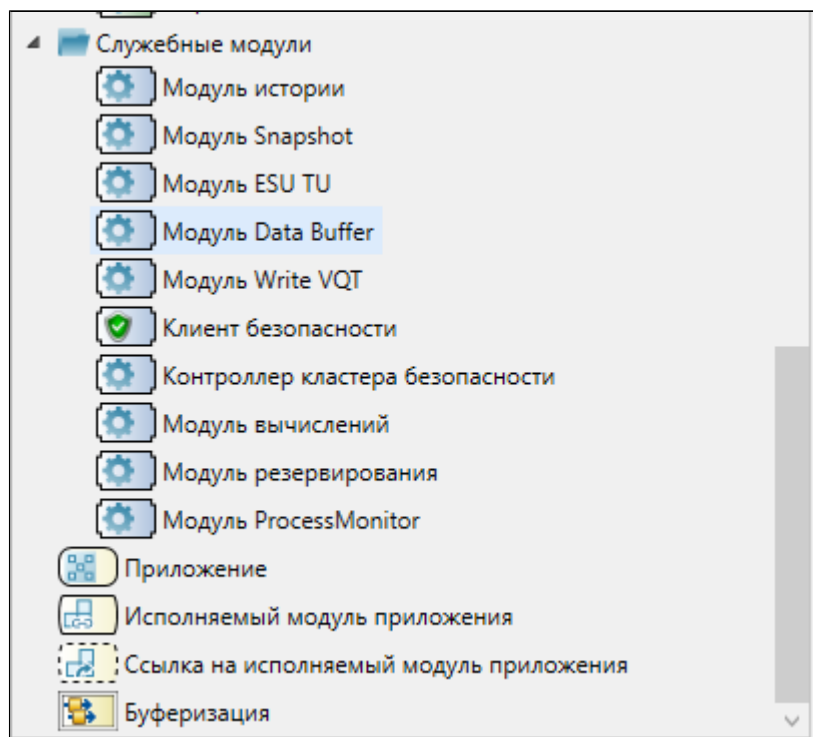 Служебные модули
Модуль истории
Модуль Snapshot
Модуль ESU TU
Модуль Data Buffer
Модуль Write VQT
Клиент безопасности
Контроллер кластера безопасности
Модуль вычислений
Модуль резервирования
Модуль ProcessMonitor
Приложение
Исполняемый модуль приложения
Ссылка на исполняемый модуль приложения
Буферизация